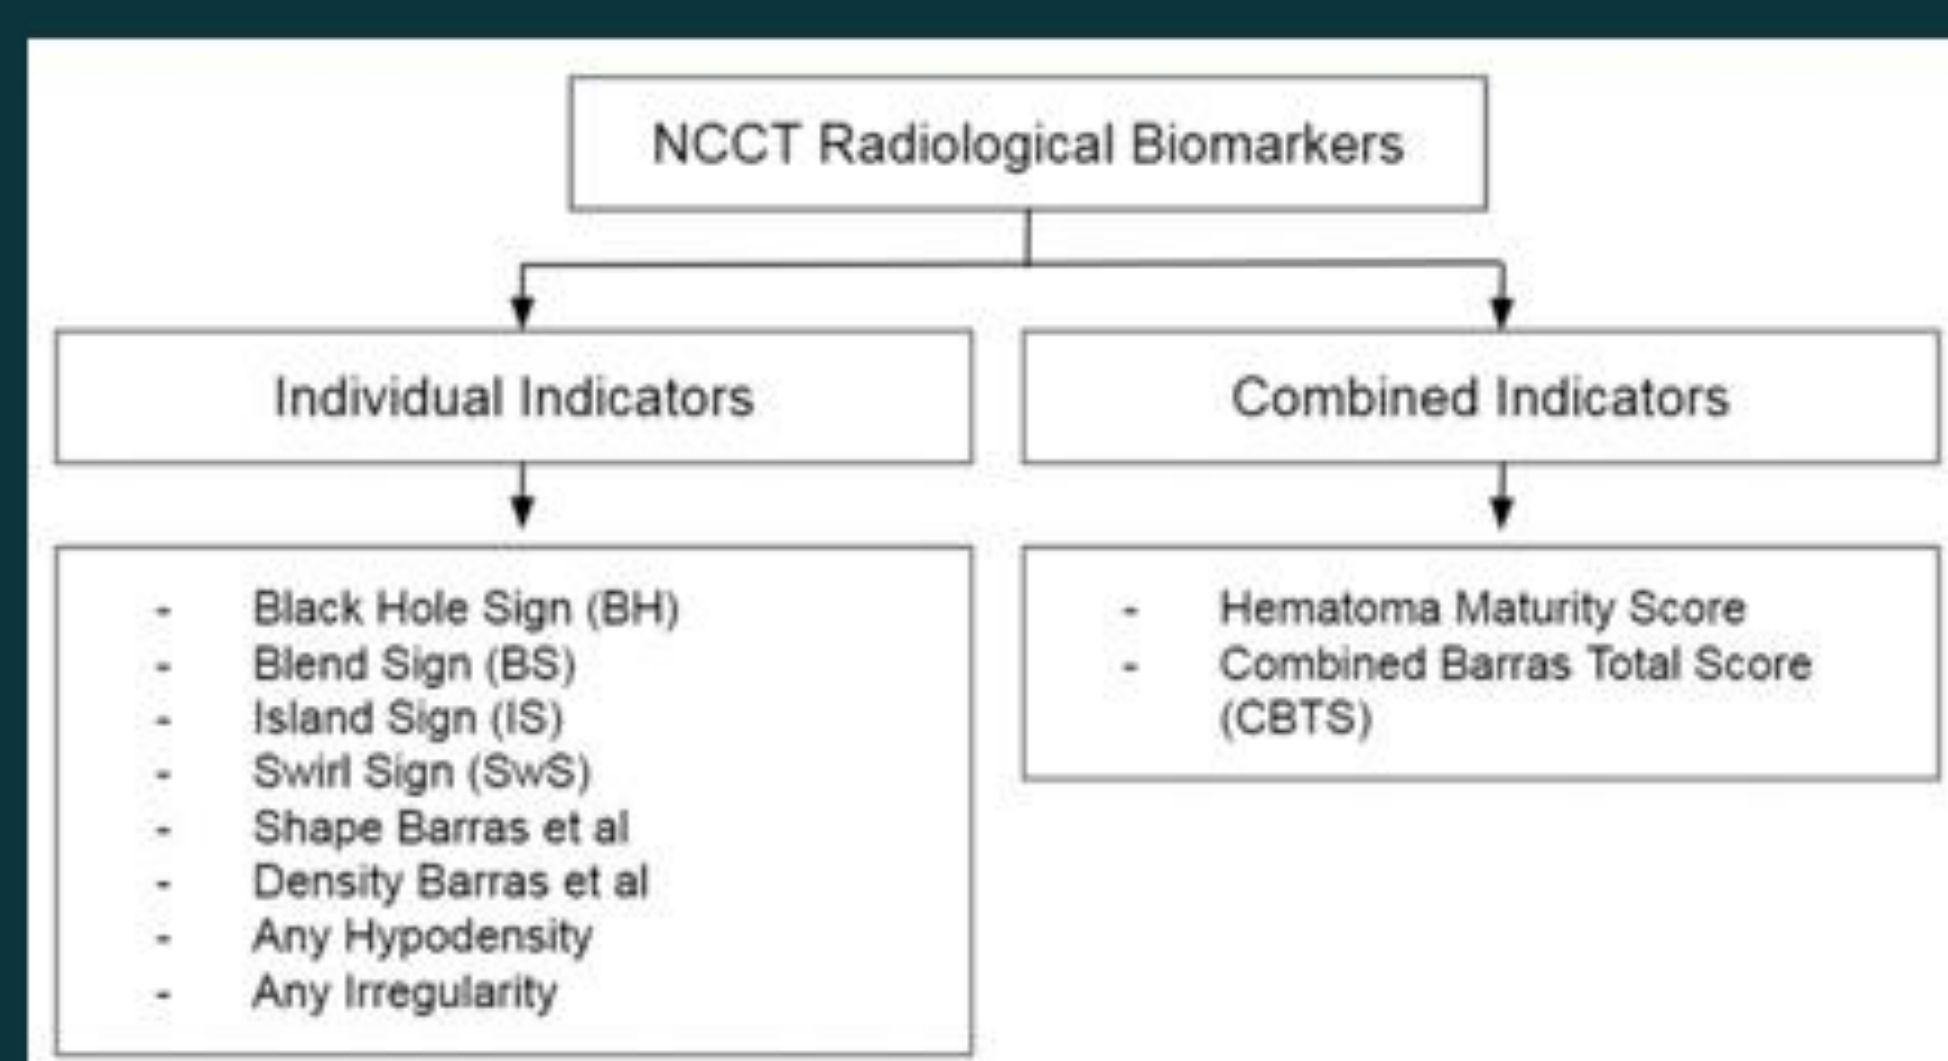 NCCT Radiological Biomarkers
Individual Indicators
Combined Indicators
- Black Hole Sign (BH)
- Blend Sign (BS)
- Island Sign (IS)
- Swirl Sign (SwS)
- Shape Barras et al
- Density Barras et al
- Any Hypodensity
- Any Irregularity
- Hematoma Maturity Score
- Combined Barras Total Score
(CBTS)